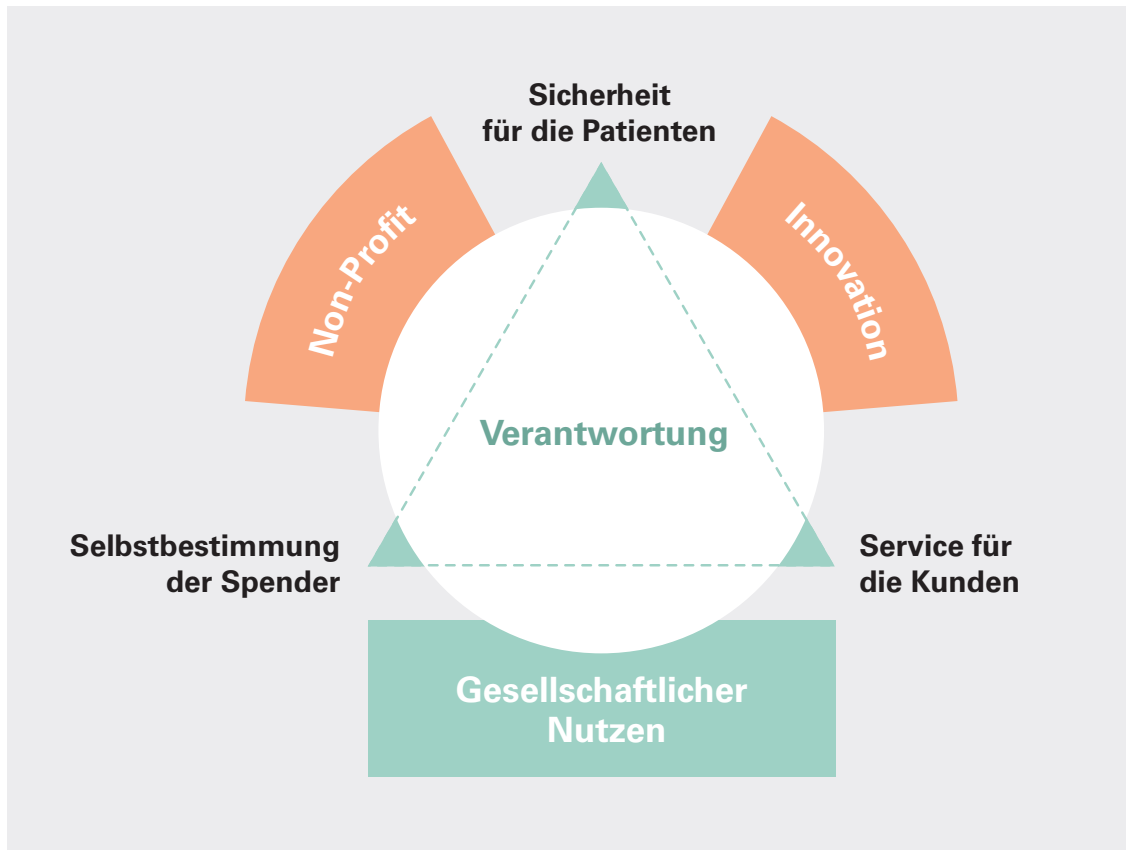 Sicherheit
für die Patienten
Non-Profit
Innovation
Verantwortung
Selbstbestimmung
der Spender
Service für
die Kunden
Gesellschaftlicher
Nutzen